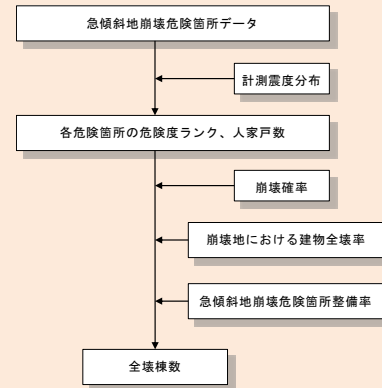 急傾斜地崩壊危険箇所データ
計測震度分布
各危険箇所の危険度ランク、人家戸数
崩壊確率
崩壊地における建物全壊率
急傾斜地崩壊危険箇所整備率
全壊棟数